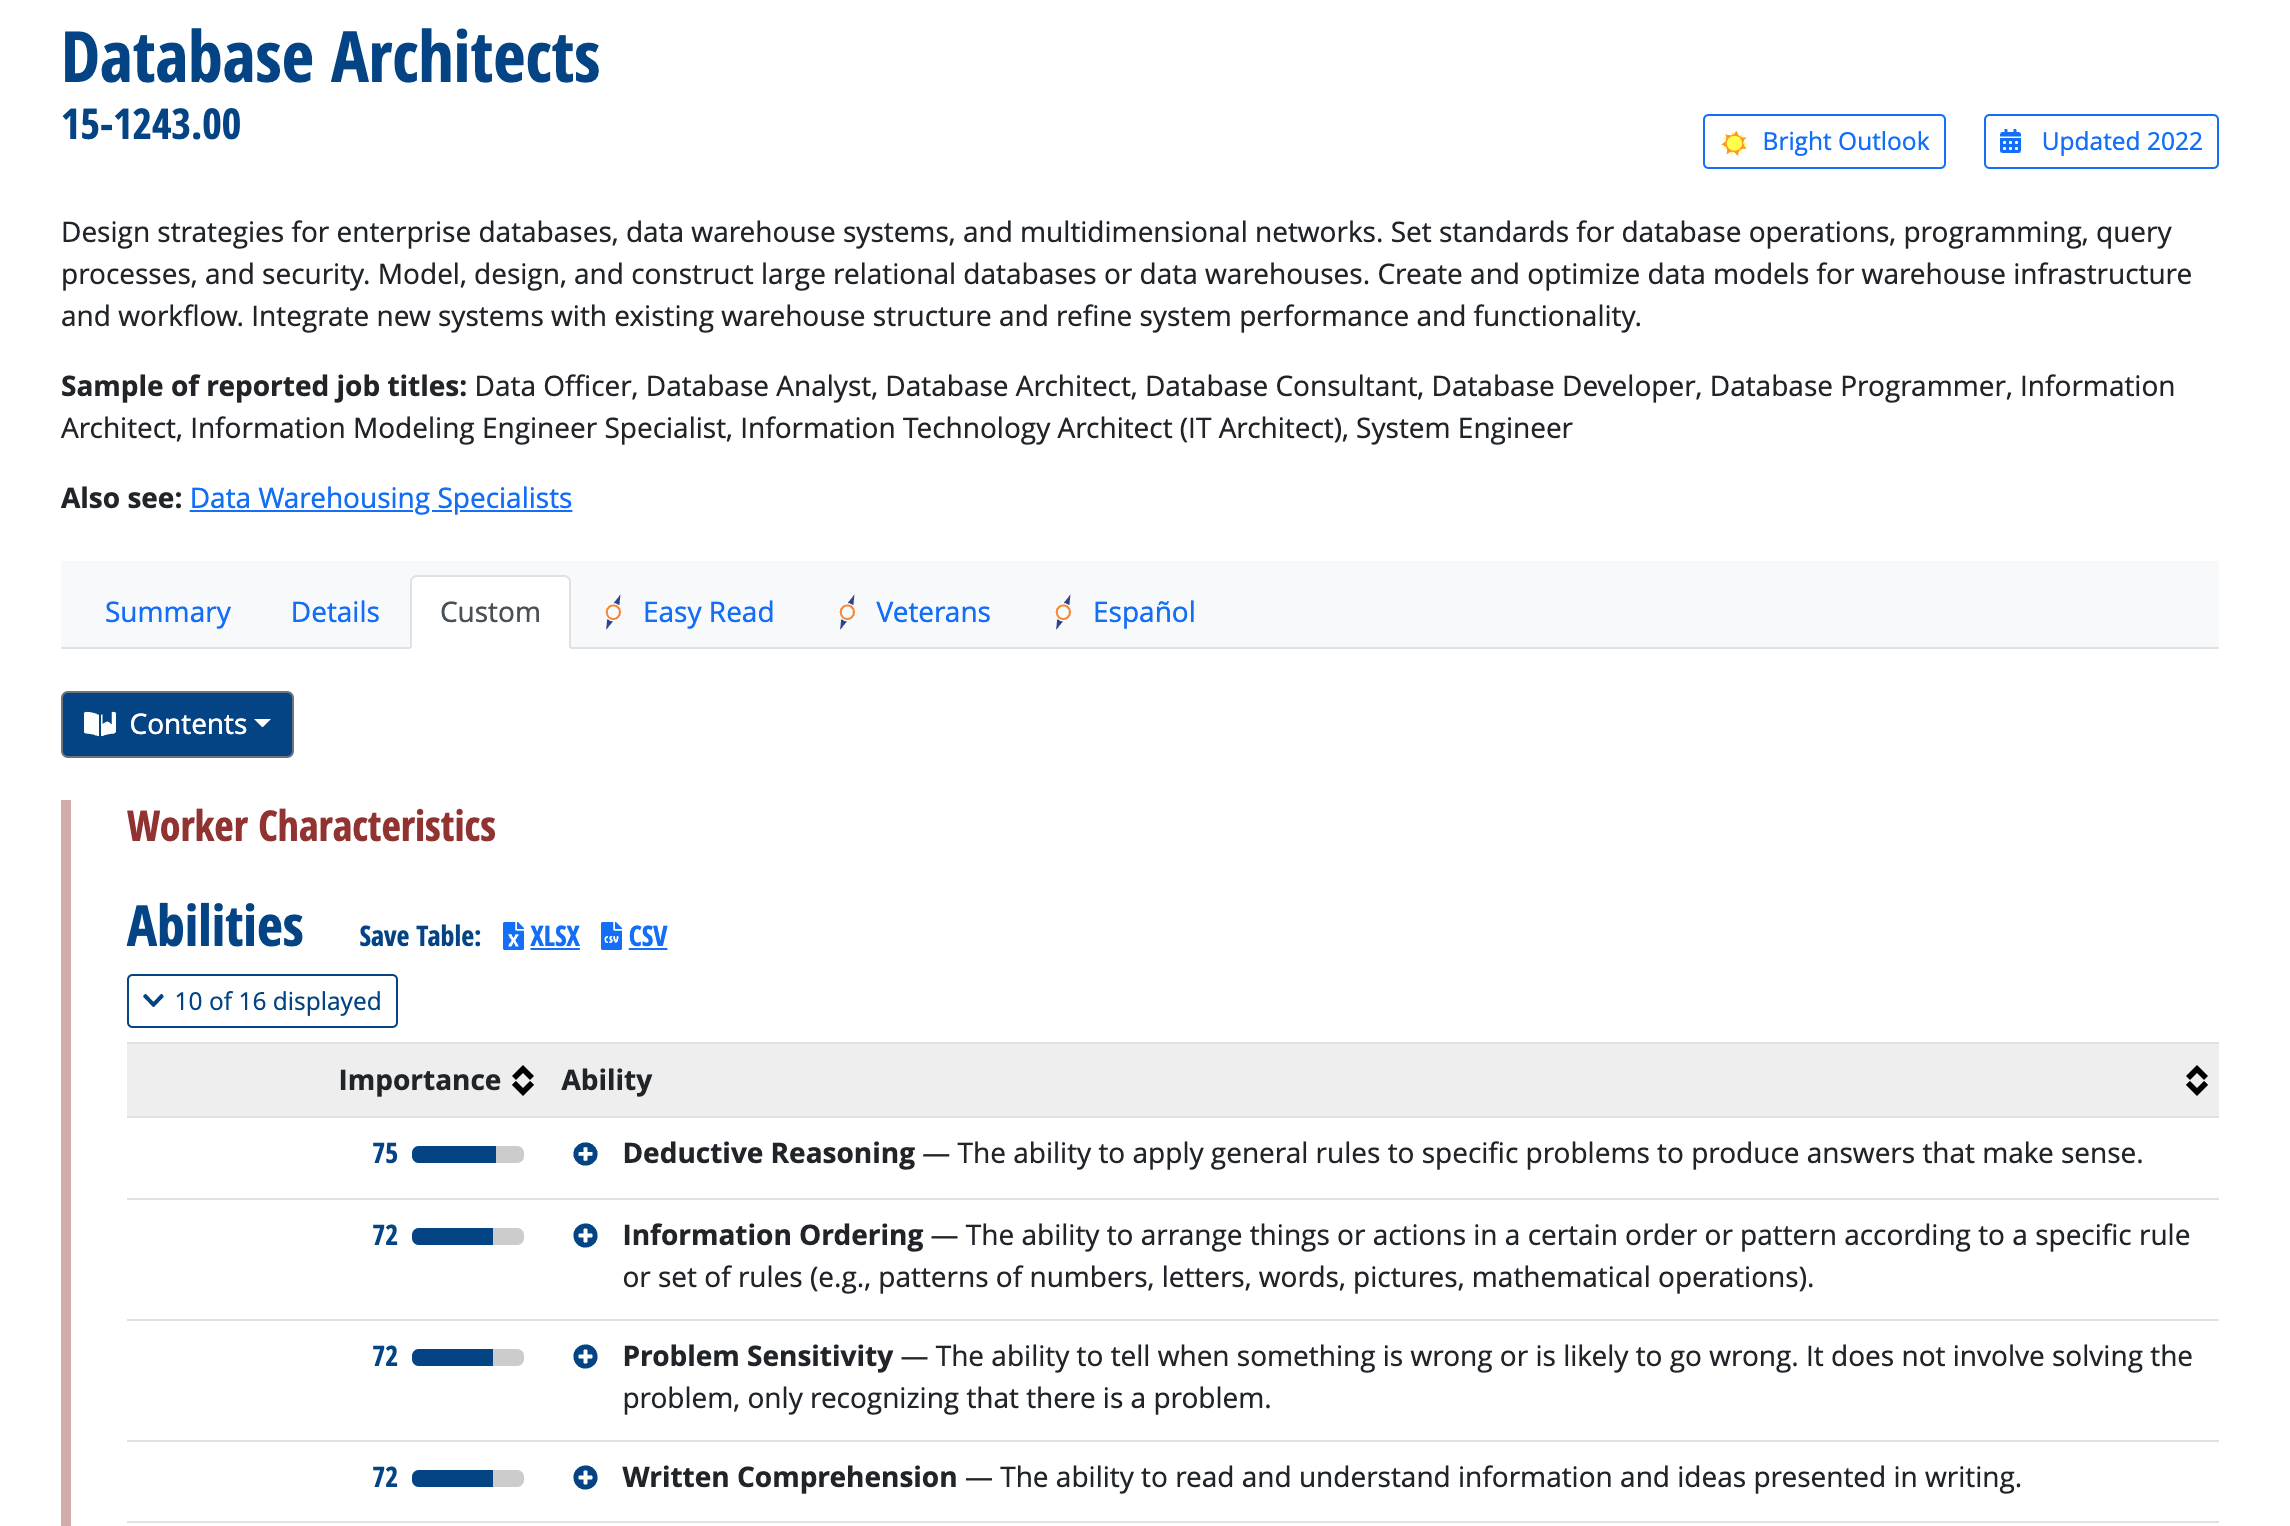 Database Architects
15-1243.00
Bright Outlook
Updated 2022
Design strategies for enterprise databases, data warehouse systems, and multidimensional networks. Set standards for database operations, programming, query
processes, and security. Model, design, and construct large relational databases or data warehouses. Create and optimize data models for warehouse infrastructure
and workflow. Integrate new systems with existing warehouse structure and refine system performance and functionality.
Sample of reported job titles: Data Officer, Database Analyst, Database Architect, Database Consultant, Database Developer, Database Programmer, Information
Architect, Information Modeling Engineer Specialist, Information Technology Architect (IT Architect), System Engineer
Also see: Data Warehousing Specialists
Summary Details Custom Easy Read Veterans Español
Contents
Worker Characteristics
Abilities Save Table: XLSX CSV
10 of 16 displayed
Importance Ability
75 Deductive Reasoning — The ability to apply general rules to specific problems to produce answers that make sense.
72 Information Ordering — The ability to arrange things or actions in a certain order or pattern according to a specific rule
or set of rules (e.g., patterns of numbers, letters, words, pictures, mathematical operations).
72 Problem Sensitivity — The ability to tell when something is wrong or is likely to go wrong. It does not involve solving the
problem, only recognizing that there is a problem.
72 Written Comprehension — The ability to read and understand information and ideas presented in writing.